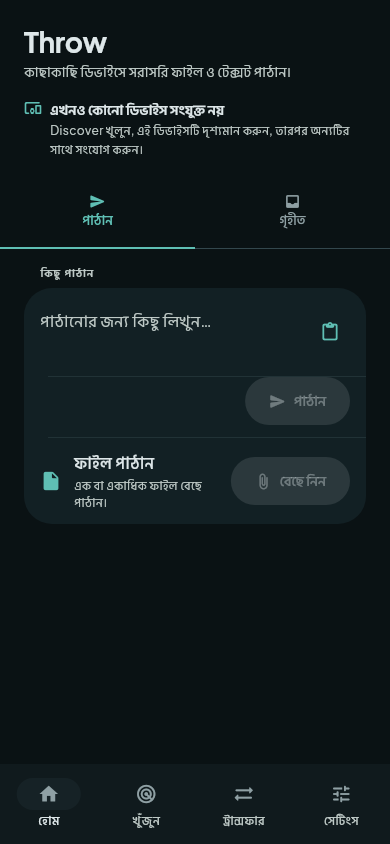 Throw
কাছাকাছি ডিভাইসে সরাসরি ফাইল ও টেক্সট পাঠান।
এখনও কোনো ডিভাইস সংযুক্ত নয়
Discover খুলুন, এই ডিভাইসটি দৃশ্যমান করুন, তারপর অন্যটির
সাথে সংযোগ করুন।
পাঠান
গৃহীত
কিছু পাঠান
পাঠানোর জন্য কিছু লিখুন...
পাঠান
ফাইল পাঠান
এক বা একাধিক ফাইল বেছে
পাঠান।
বেছে নিন
হোম
খুঁজুন
ট্রান্সফার
সেটিংস